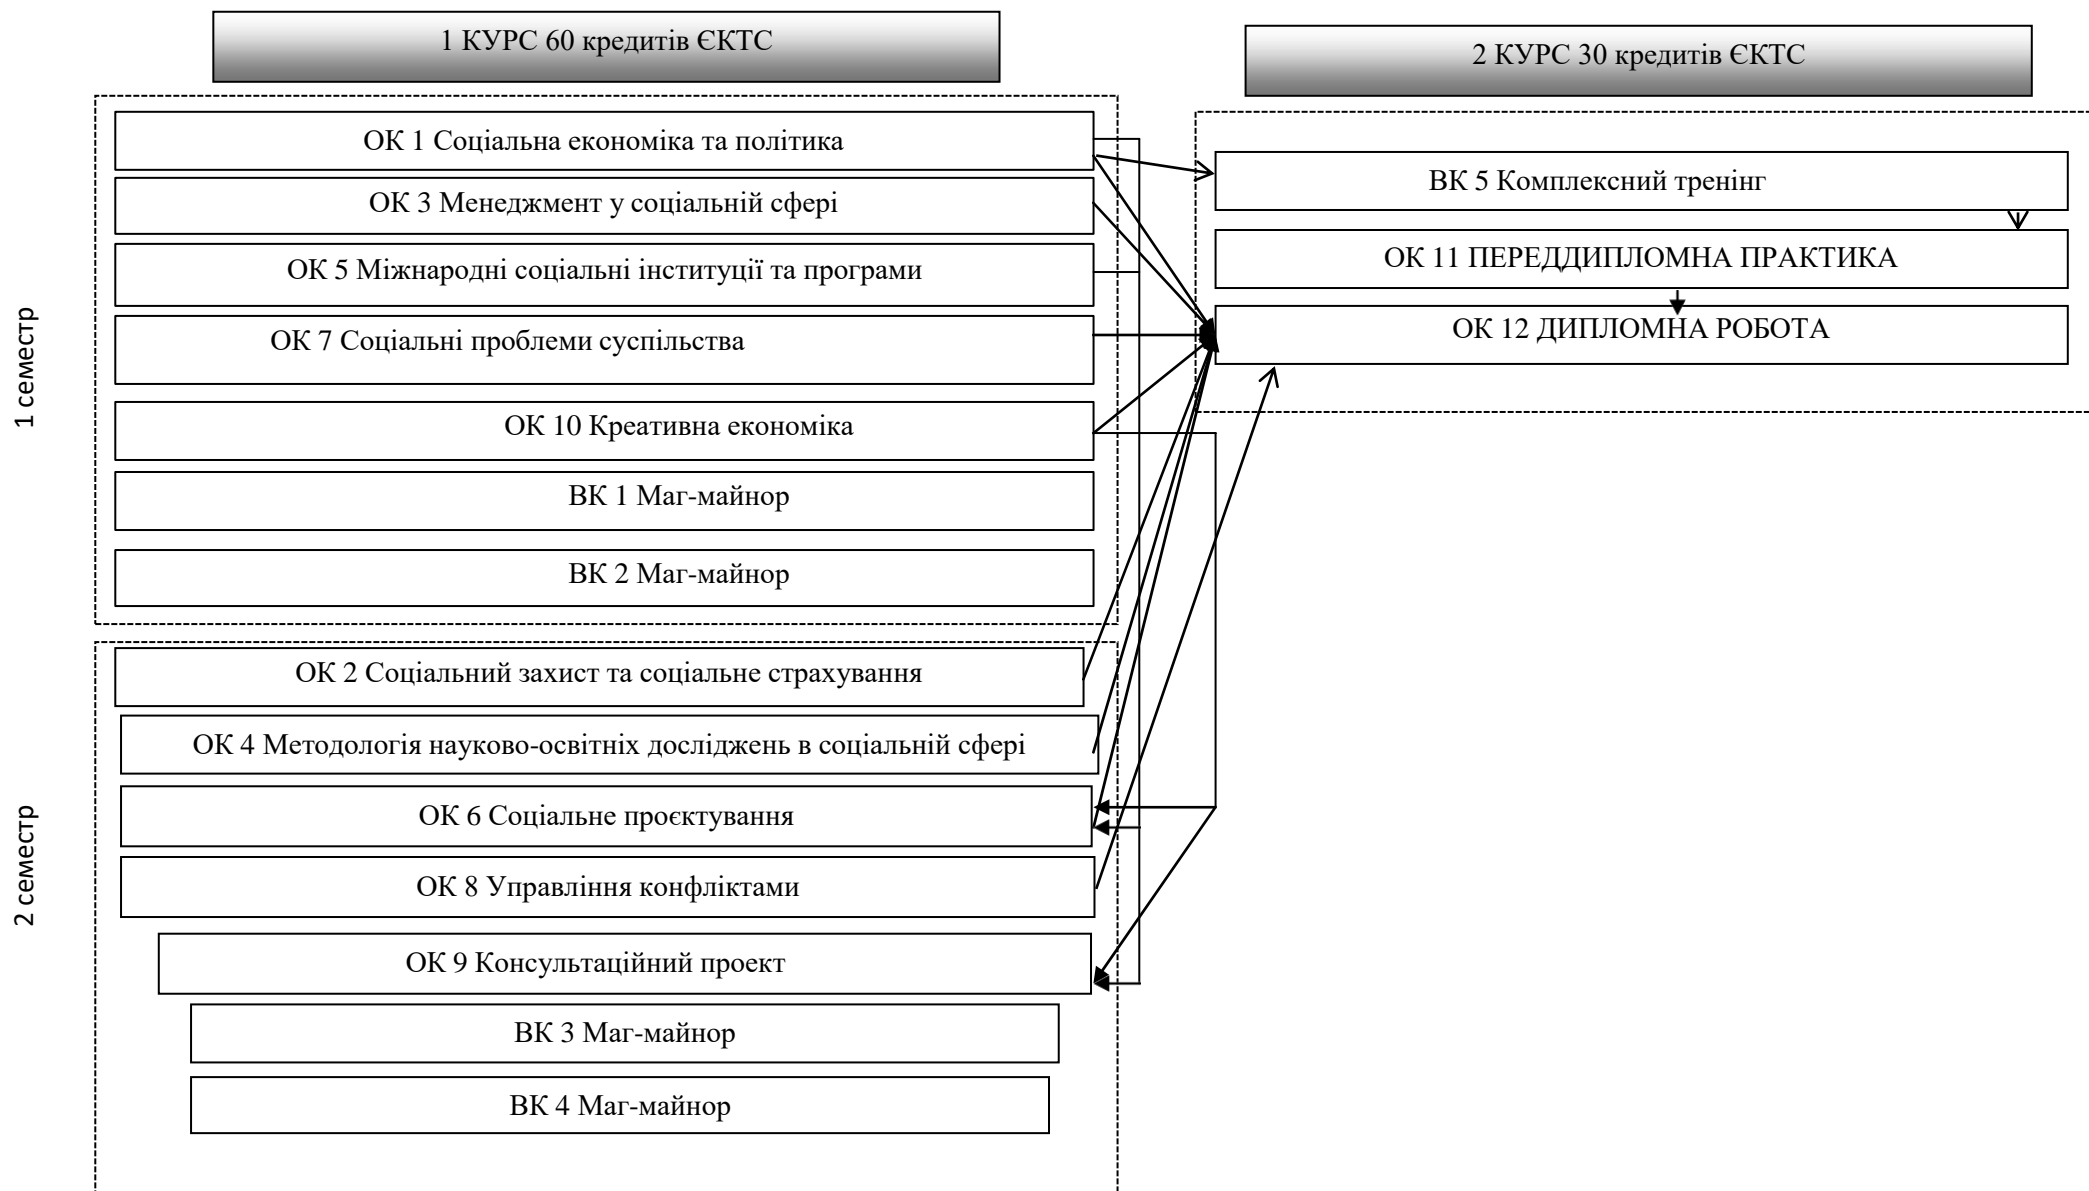 1 КУРС 60 кредитів ЄКТС
2 КУРС 30 кредитів ЄКТС
1 семестр
ОК 1 Соціальна економіка та політика
ОК 3 Менеджмент у соціальній сфері
ОК 5 Міжнародні соціальні інституції та програми
ОК 7 Соціальні проблеми суспільства
ОК 10 Креативна економіка
ВК 1 Маг-майнор
ВК 2 Маг-майнор
ВК 5 Комплексний тренінг
ОК 11 ПЕРЕДДИПЛОМНА ПРАКТИКА
ОК 12 ДИПЛОМНА РОБОТА
2 семестр
ОК 2 Соціальний захист та соціальне страхування
ОК 4 Методологія науково-освітніх досліджень в соціальній сфері
ОК 6 Соціальне проєктування
ОК 8 Управління конфліктами
ОК 9 Консультаційний проект
ВК 3 Маг-майнор
ВК 4 Маг-майнор